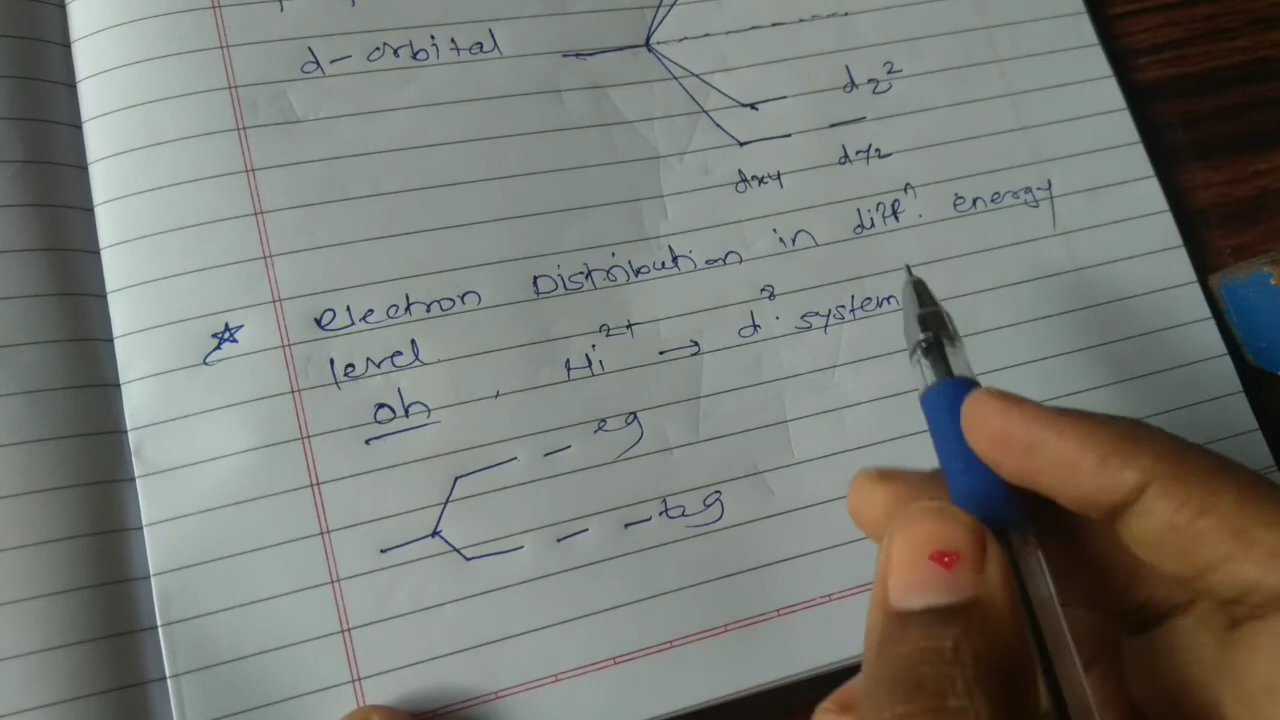 d-orbital
dz²
dxy dyz
☆ electron Distribution in diffⁿ. energy
level. Ni²⁺ → d⁸ system
oh ,
eg
t2g